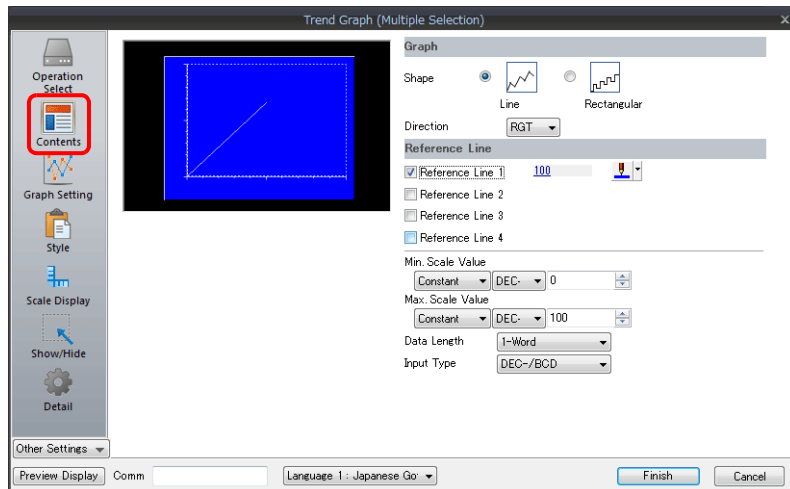 Trend Graph (Multiple Selection)
x
Operation
Select
Contents
Graph Setting
Style
Scale Display
Show/Hide
Detail
Other Settings
Graph
Shape
Line
Rectangular
Direction
RGT
Reference Line
Reference Line 1 100
Reference Line 2
Reference Line 3
Reference Line 4
Min. Scale Value
Constant DEC- 0
Max. Scale Value
Constant DEC- 100
Data Length 1-Word
Input Type DEC-/BCD
Preview Display Comm Language 1 : Japanese Go Finish Cancel